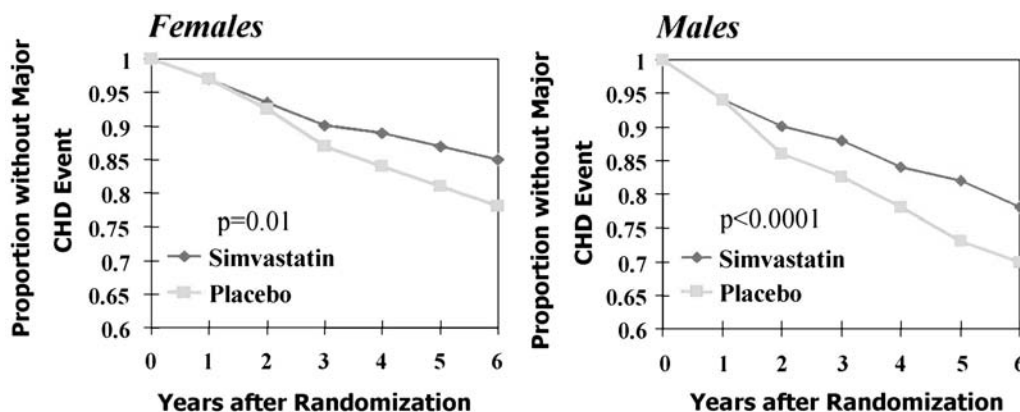 Females
Proportion without Major
CHD Event
1
0.95
0.9
0.85
0.8
0.75
0.7
0.65
0.6
p=0.01
Simvastatin
Placebo
0 1 2 3 4 5 6
Years after Randomization
Males
Proportion without Major
CHD Event
1
0.95
0.9
0.85
0.8
0.75
0.7
0.65
0.6
p<0.0001
Simvastatin
Placebo
0 1 2 3 4 5 6
Years after Randomization